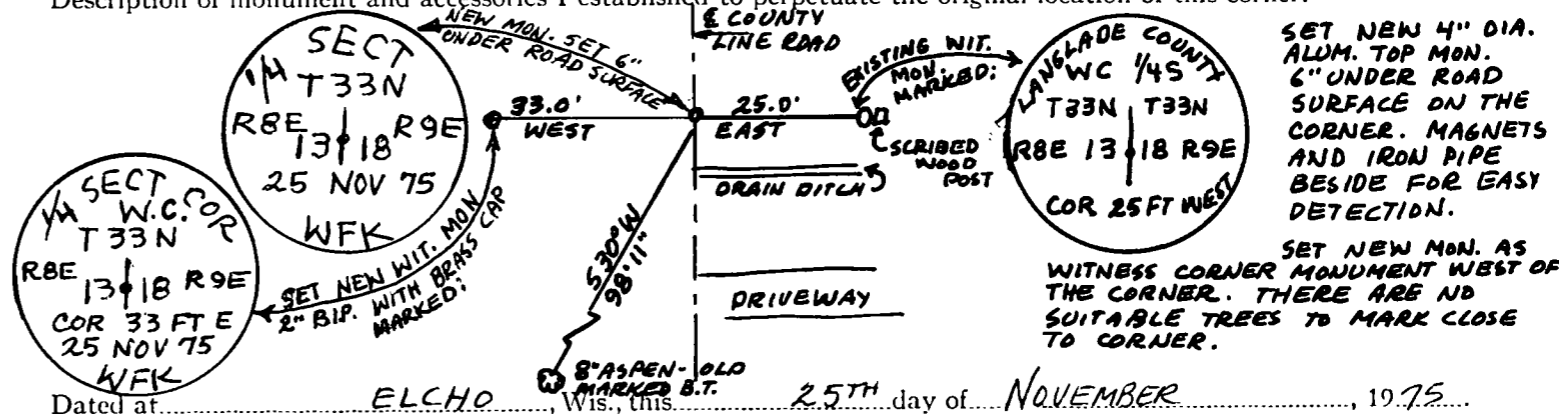 Description of monument and accessories I established to perpetuate the original location of this corner:
SECT
1/4
T33N
R8E
R9E
13 18
25 NOV 75
WFK
NEW MON. SET 6"
UNDER ROAD SURFACE
℄ COUNTY
LINE ROAD
33.0'
WEST
25.0'
EAST
EXISTING WIT.
MON.
MARKED:
SCRIBED
WOOD
POST
DRAIN DITCH
DRIVEWAY
S30°W
98'11"
8" ASPEN-OLD
MARKED B.T.
LANGLADE COUNTY
WC 1/4S
T33N T33N
R8E 13 18 R9E
COR 25 FT WEST
1/4 SECT COR
W.C.
T33N
R8E
13 18 R9E
COR 33 FT E
25 NOV 75
WFK
SET NEW WIT. MON
2" BIP. WITH BRASS CAP
MARKED:
SET NEW 4" DIA.
ALUM. TOP MON.
6" UNDER ROAD
SURFACE ON THE
CORNER. MAGNETS
AND IRON PIPE
BESIDE FOR EASY
DETECTION.
SET NEW MON. AS
WITNESS CORNER MONUMENT WEST OF
THE CORNER. THERE ARE NO
SUITABLE TREES TO MARK CLOSE
TO CORNER.
Dated at ELCHO, Wis., this 25TH day of NOVEMBER, 1975.